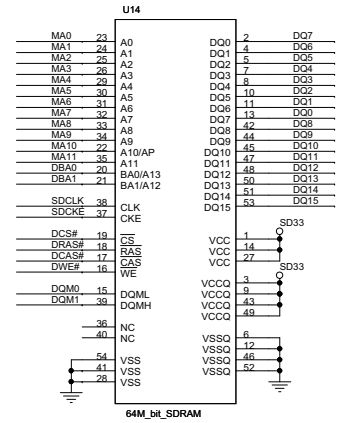 U14
MA0 23 A0 DQ0 2 DQ7
MA1 24 A1 DQ1 4 DQ6
MA2 25 A2 DQ2 5 DQ5
MA3 26 A3 DQ3 7 DQ4
MA4 29 A4 DQ4 8 DQ3
MA5 30 A5 DQ5 10 DQ2
MA6 31 A6 DQ6 11 DQ1
MA7 32 A7 DQ7 13 DQ0
MA8 33 A8 DQ8 42 DQ8
MA9 34 A9 DQ9 44 DQ9
MA10 22 A10/AP DQ10 45 DQ10
MA11 35 A11 DQ11 47 DQ11
DBA0 20 BA0/A13 DQ12 48 DQ12
DBA1 21 BA1/A12 DQ13 50 DQ13
DQ14 51 DQ14
SDCLK 38 CLK DQ15 53 DQ15
SDCKE 37 CKE
SD33
DCS# 19 CS VCC 1
DRAS# 18 RAS VCC 14
DCAS# 17 CAS VCC 27
DWE# 16 WE
SD33
VCCQ 3
DQM0 15 DQML VCCQ 9
DQM1 39 DQMH VCCQ 43
VCCQ 49
36 NC
40 NC VSSQ 6
VSSQ 12
54 VSS VSSQ 46
41 VSS VSSQ 52
28 VSS
64M_bit_SDRAM